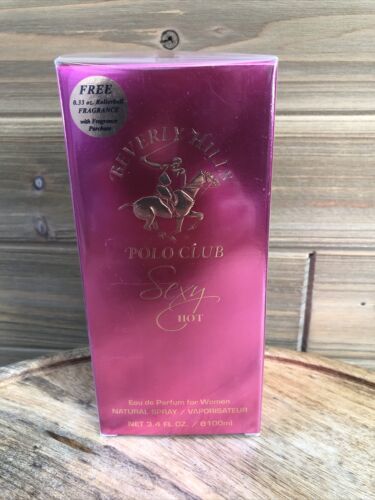 FREE
0.33 oz. Rollerball
FRAGRANCE
with Fragrance
Purchase
BEVERLY HILLS
POLO CLUB
Sexy
HOT
Eau de Parfum for Women
NATURAL SPRAY / VAPORISATEUR
NET 3.4 FL OZ. / ℮100ml